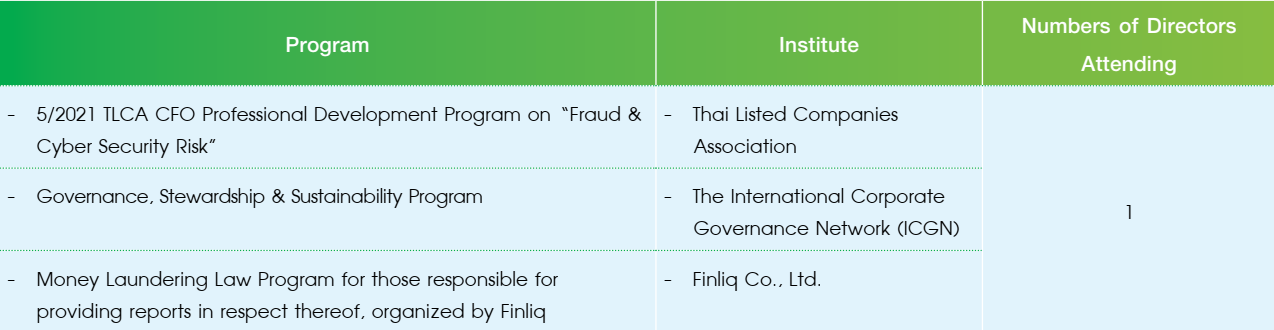 Program
Institute
Numbers of Directors
Attending
- 5/2021 TLCA CFO Professional Development Program on “Fraud &
Cyber Security Risk”
- Thai Listed Companies
Association
- Governance, Stewardship & Sustainability Program
- The International Corporate
Governance Network (ICGN)
1
- Money Laundering Law Program for those responsible for
providing reports in respect thereof, organized by Finliq
- Finliq Co., Ltd.